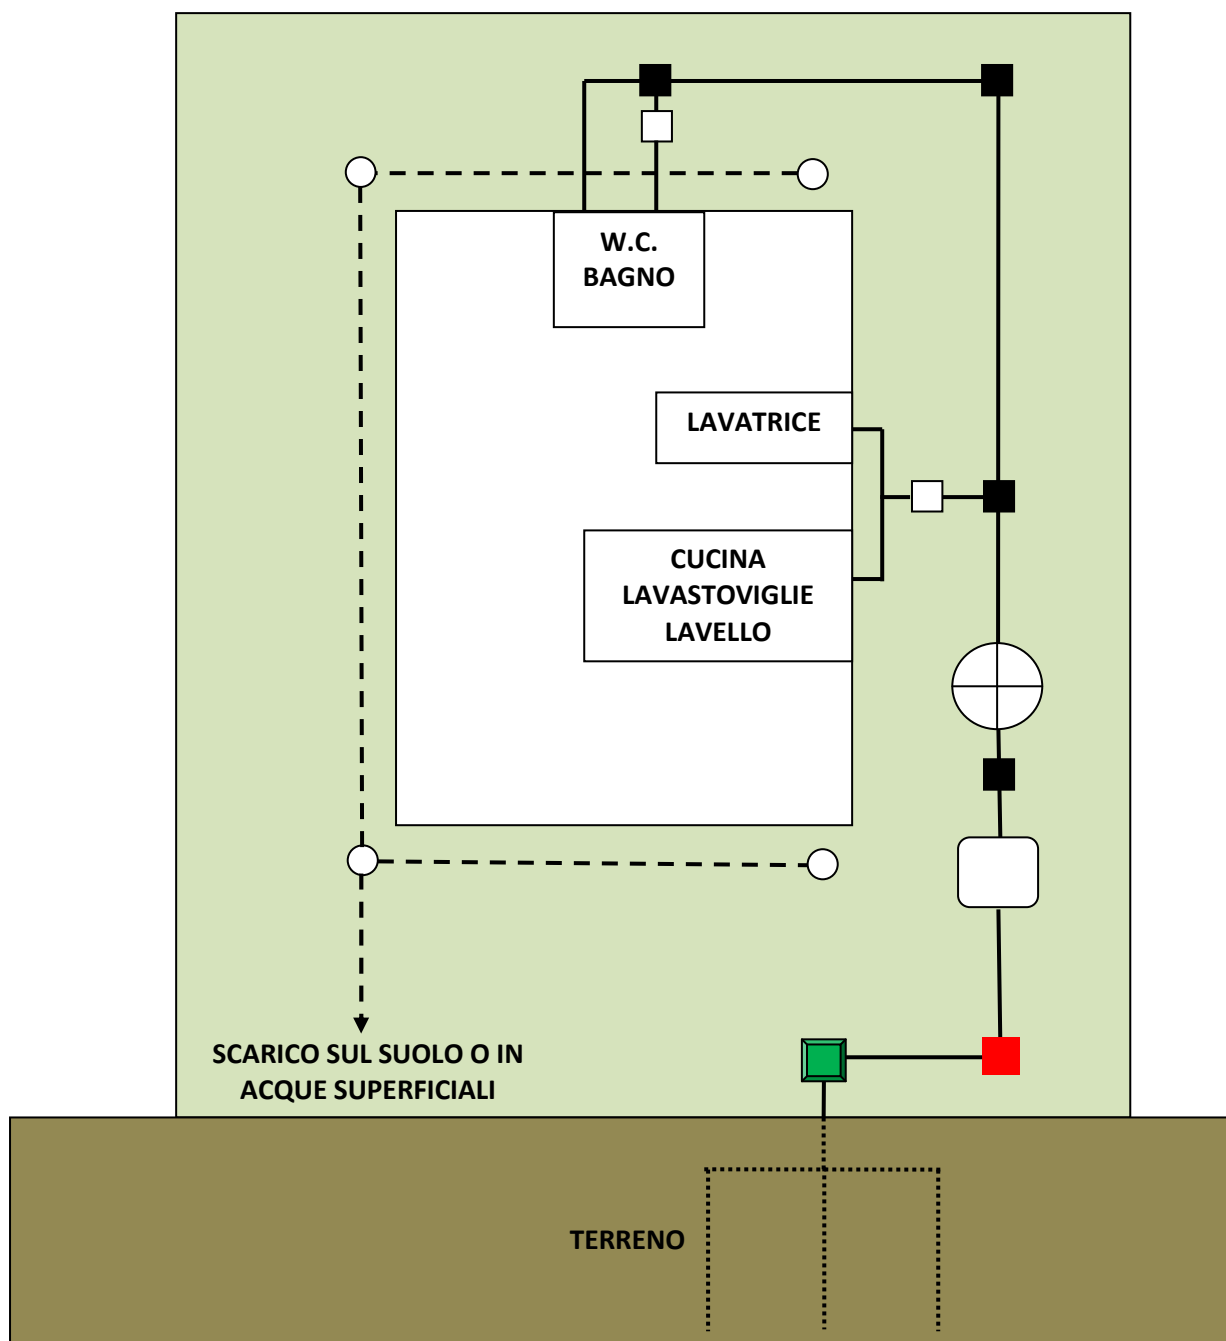 W.C.
BAGNO
LAVATRICE
CUCINA
LAVASTOVIGLIE
LAVELLO
SCARICO SUL SUOLO O IN
ACQUE SUPERFICIALI
TERRENO